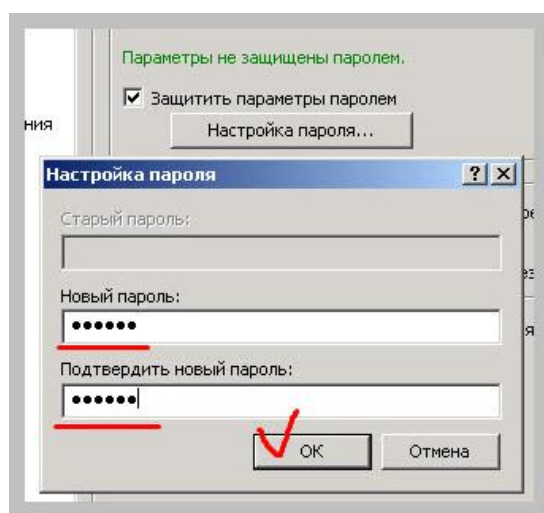 Параметры не защищены паролем.
Защитить параметры паролем
ния
Настройка пароля...
Настройка пароля
Старый пароль:
Новый пароль:
••••••
Подтвердить новый пароль:
••••••
ОК
Отмена